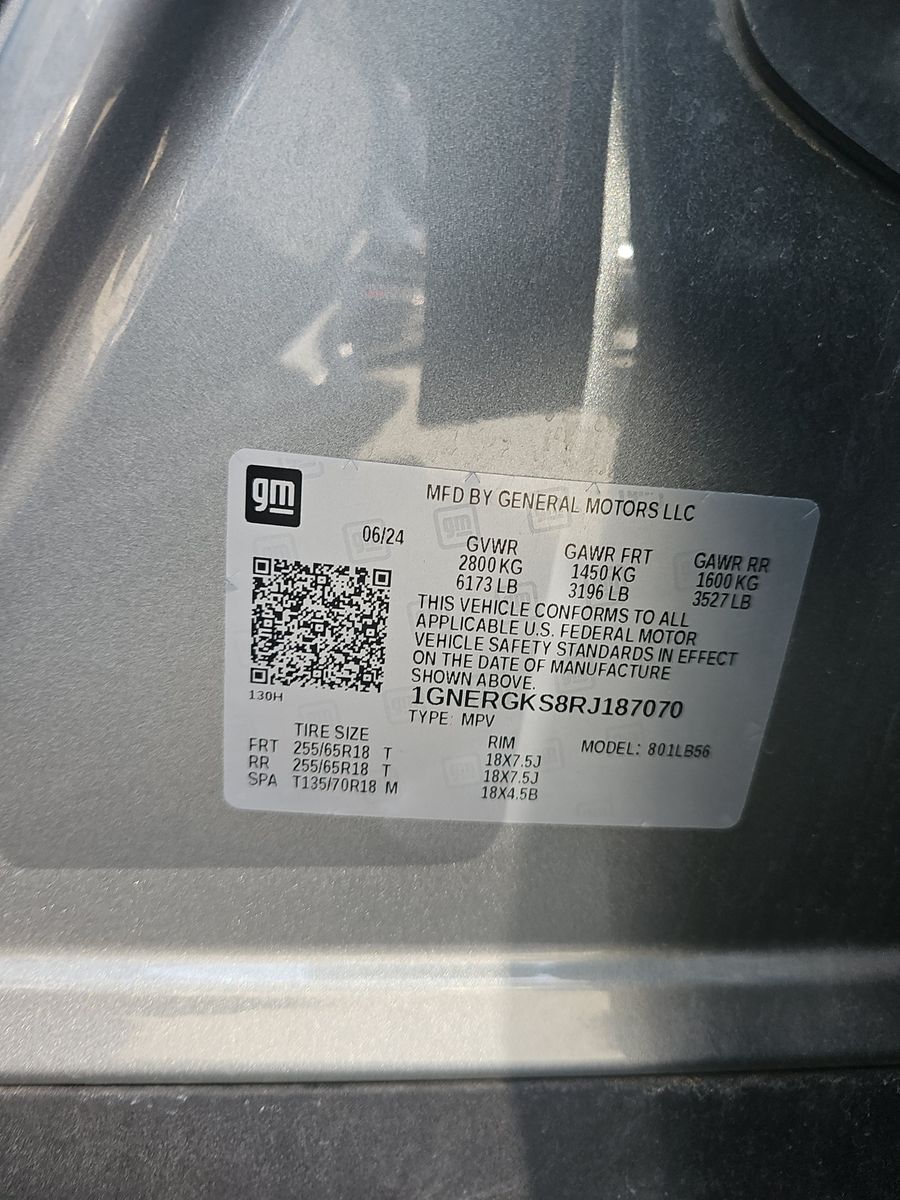 gm
MFD BY GENERAL MOTORS LLC
06/24
GVWR GAWR FRT GAWR RR
2800 KG 1450 KG 1600 KG
6173 LB 3196 LB 3527 LB
THIS VEHICLE CONFORMS TO ALL
APPLICABLE U.S. FEDERAL MOTOR
VEHICLE SAFETY STANDARDS IN EFFECT
ON THE DATE OF MANUFACTURE
SHOWN ABOVE.
1GNERGKS8RJ187070
TYPE: MPV
130H
TIRE SIZE RIM MODEL: 801LB56
FRT 255/65R18 T 18X7.5J
RR 255/65R18 T 18X7.5J
SPA T135/70R18 M 18X4.5B